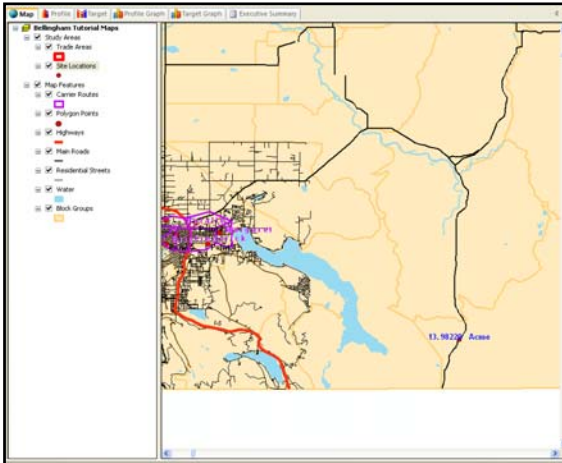 Map Profile Target Profile Graph Target Graph Executive Summary
Bellingham Tutorial Maps
Study Areas
Trade Areas
Site Locations
Map Features
Carrier Routes
Polygon Points
Highways
Main Roads
Residential Streets
Water
Block Groups
Acme